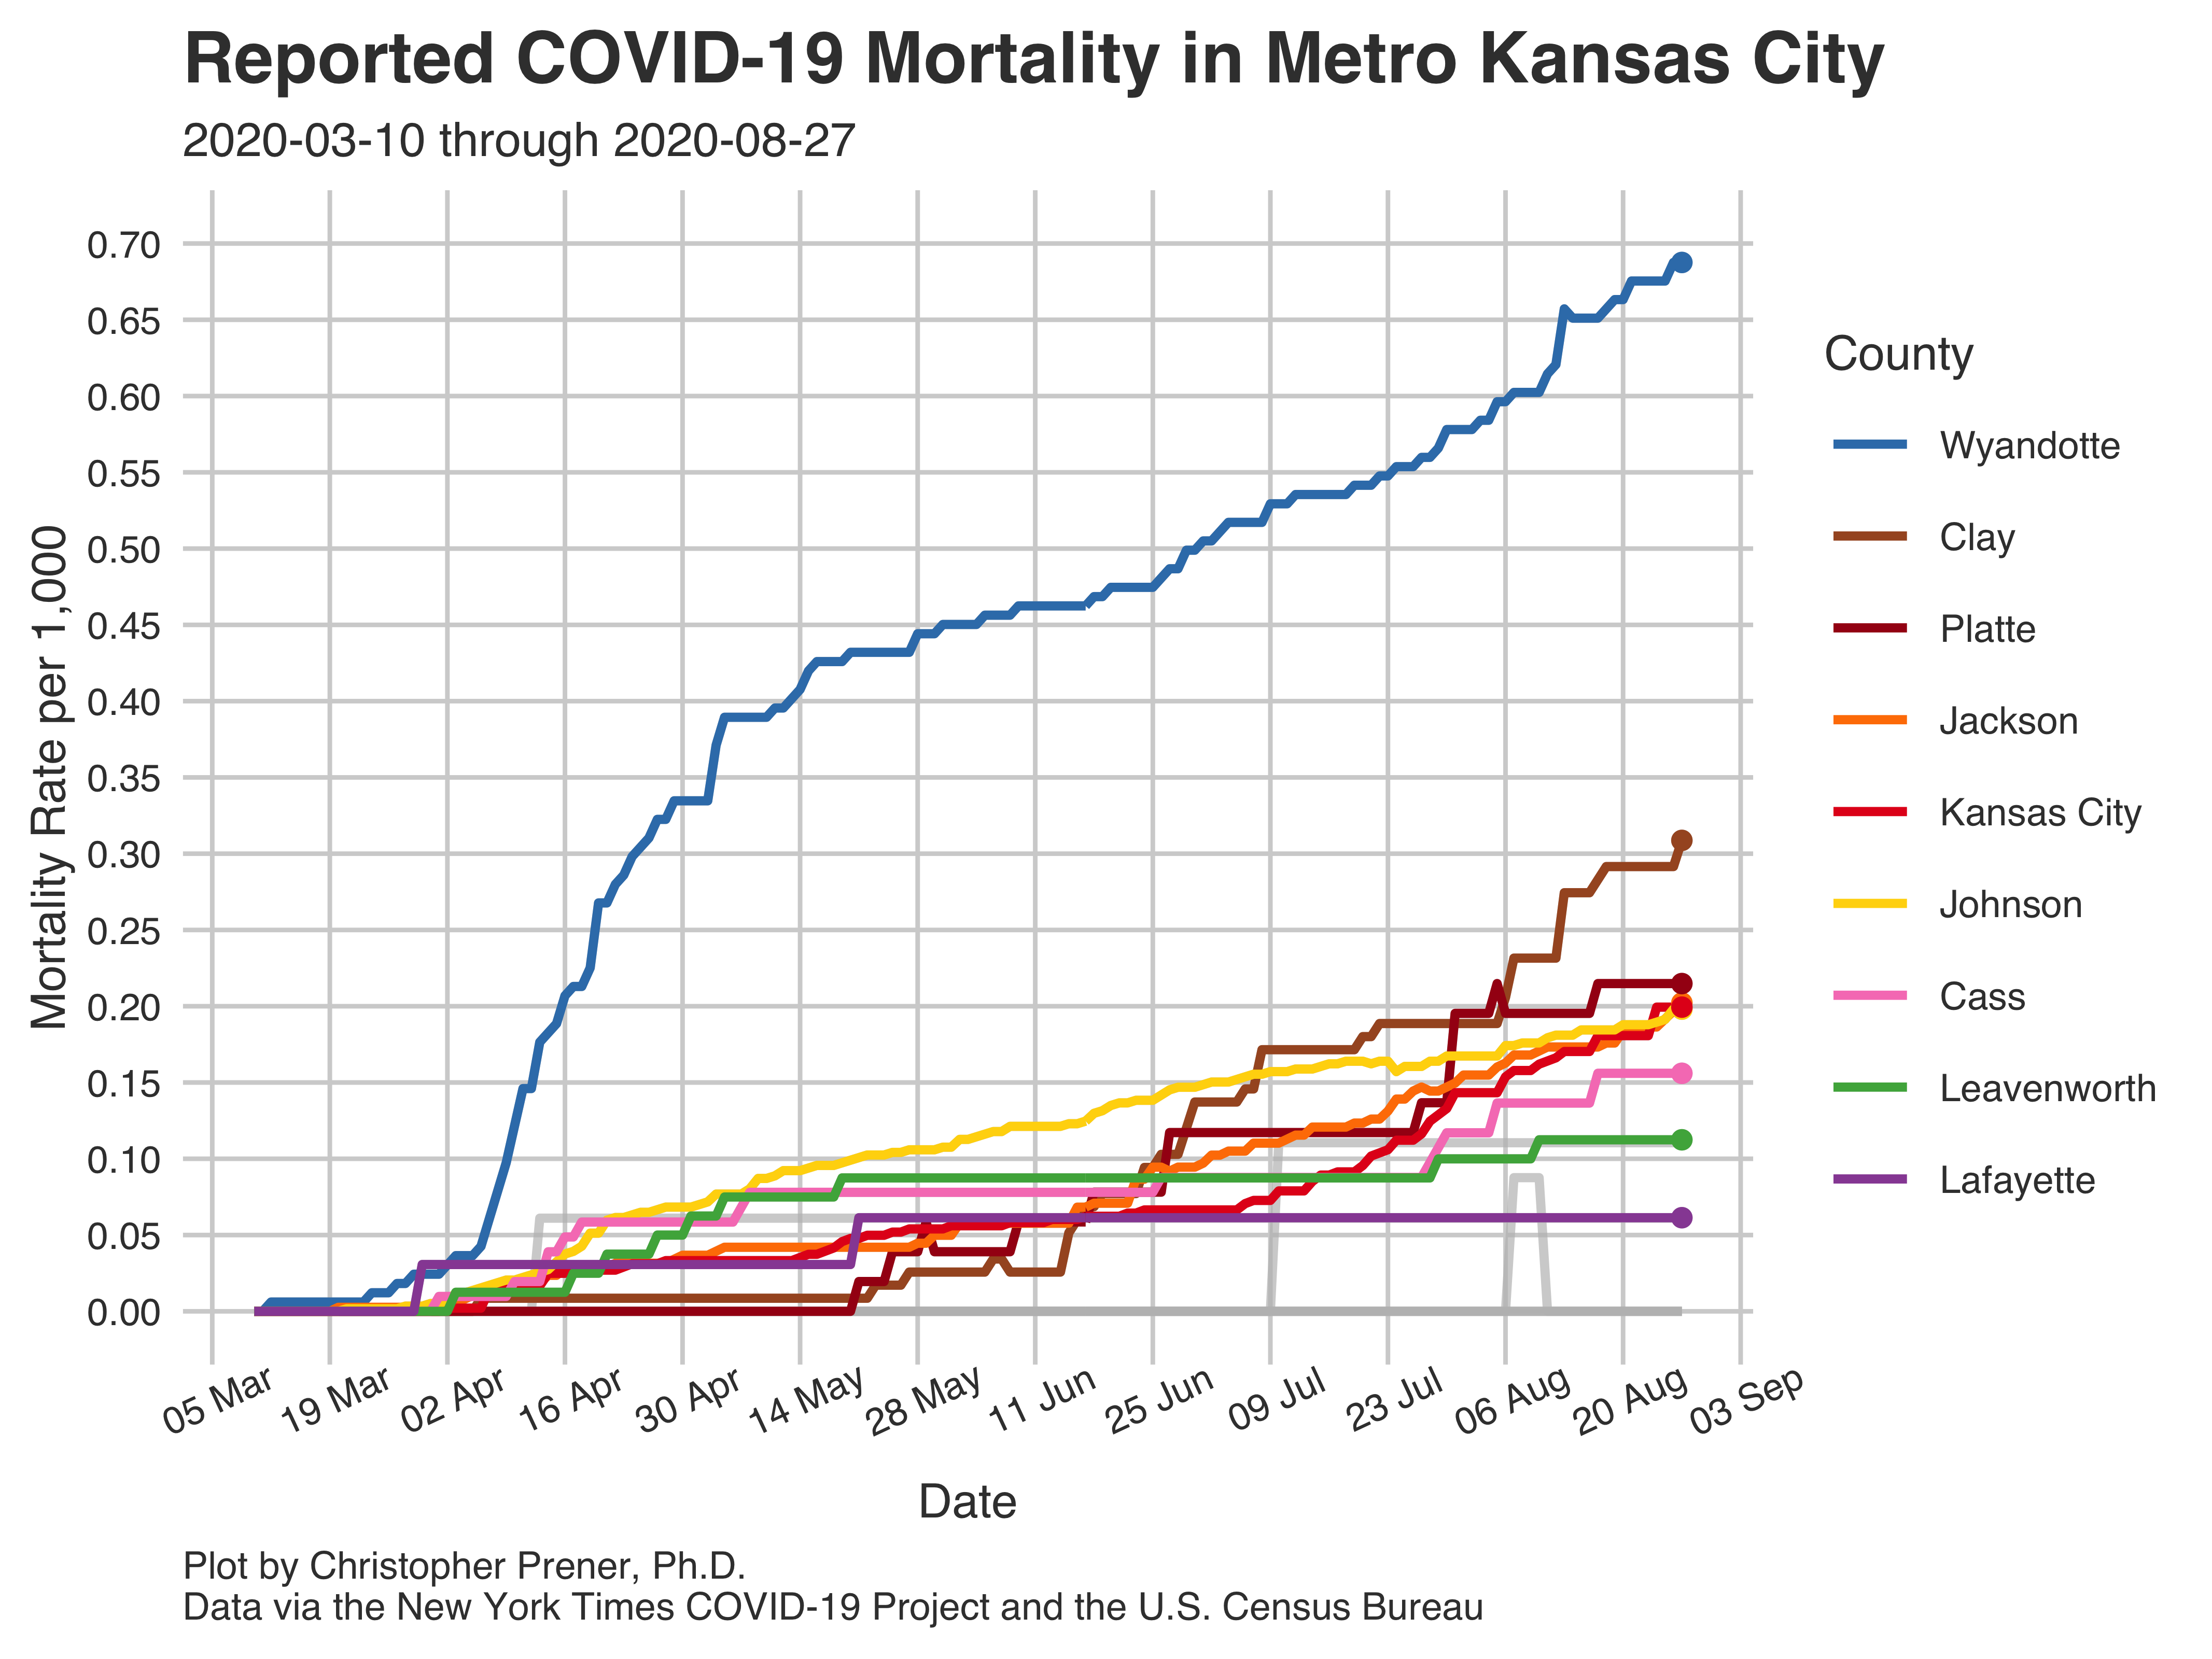 Reported COVID-19 Mortality in Metro Kansas City
2020-03-10 through 2020-08-27
Mortality Rate per 1,000
0.70
0.65
0.60
0.55
0.50
0.45
0.40
0.35
0.30
0.25
0.20
0.15
0.10
0.05
0.00
05 Mar
19 Mar
02 Apr
16 Apr
30 Apr
14 May
28 May
11 Jun
25 Jun
09 Jul
23 Jul
06 Aug
20 Aug
03 Sep
Date
County
Wyandotte
Clay
Platte
Jackson
Kansas City
Johnson
Cass
Leavenworth
Lafayette
Plot by Christopher Prener, Ph.D.
Data via the New York Times COVID-19 Project and the U.S. Census Bureau